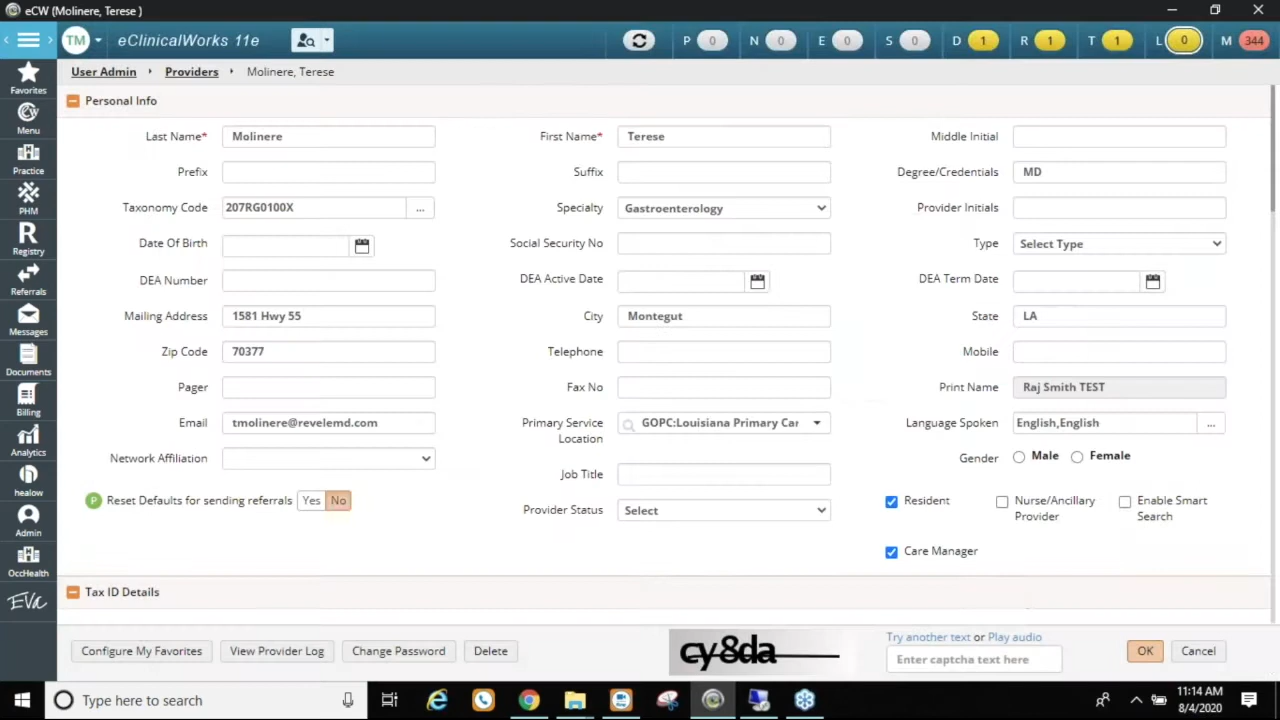 eCW (Molinere, Terese )
TM
eClinicalWorks 11e
P 0 N 0 E 0 S 0 D 1 R 1 T 1 L 0 M 344
User Admin Providers Molinere, Terese
Favorites
Menu
Practice
PHM
R
Registry
Referrals
Messages
Documents
Billing
Analytics
healow
Admin
OccHealth
EVA
Personal Info
Last Name* Molinere First Name* Terese Middle Initial
Prefix Suffix Degree/Credentials MD
Taxonomy Code 207RG0100X ... Specialty Gastroenterology Provider Initials
Date Of Birth Social Security No Type Select Type
DEA Number DEA Active Date DEA Term Date
Mailing Address 1581 Hwy 55 City Montegut State LA
Zip Code 70377 Telephone Mobile
Pager Fax No Print Name Raj Smith TEST
Email tmolinere@revelemd.com Primary Service Location GOPC:Louisiana Primary Car Language Spoken English,English ...
Network Affiliation Job Title Gender Male Female
P Reset Defaults for sending referrals Yes No Provider Status Select
Resident Nurse/Ancillary Provider Enable Smart Search
Care Manager
Tax ID Details
Configure My Favorites View Provider Log Change Password Delete
cy8da
Try another text or Play audio
Enter captcha text here
OK Cancel
Type here to search
11:14 AM
8/4/2020